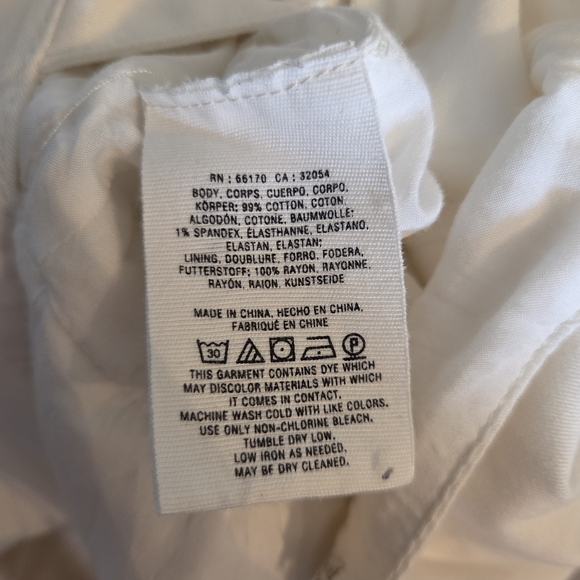 RN : 66170 CA : 32054
BODY, CORPS, CUERPO, CORPO,
KÖRPER: 99% COTTON, COTON,
ALGODÓN, COTONE, BAUMWOLLE;
1% SPANDEX, ÉLASTHANNE, ELASTANO,
ELASTAN, ELASTAN;
LINING, DOUBLURE, FORRO, FODERA,
FUTTERSTOFF: 100% RAYON, RAYONNE,
RAYÓN, RAION, KUNSTSEIDE
MADE IN CHINA, HECHO EN CHINA,
FABRIQUÉ EN CHINE
30 P
THIS GARMENT CONTAINS DYE WHICH
MAY DISCOLOR MATERIALS WITH WHICH
IT COMES IN CONTACT.
MACHINE WASH COLD WITH LIKE COLORS.
USE ONLY NON-CHLORINE BLEACH.
TUMBLE DRY LOW.
LOW IRON AS NEEDED.
MAY BE DRY CLEANED.